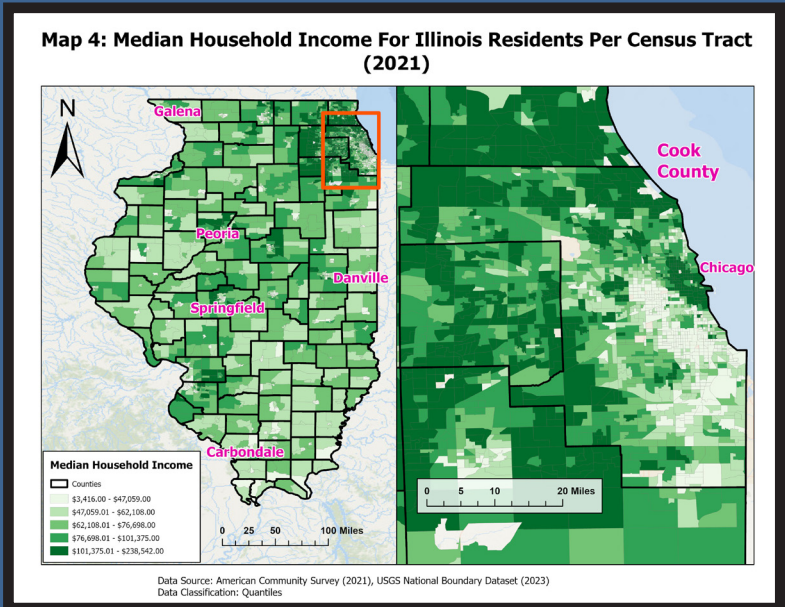 Map 4: Median Household Income For Illinois Residents Per Census Tract
(2021)
N
Galena
Peoria
Danville
Springfield
Carbondale
Cook
County
Chicago
Median Household Income
Counties
$3,416.00 - $47,059.00
$47,059.01 - $62,108.00
$62,108.01 - $76,698.00
$76,698.01 - $101,375.00
$101,375.01 - $238,542.00
0 25 50 100 Miles
0 5 10 20 Miles
Data Source: American Community Survey (2021), USGS National Boundary Dataset (2023)
Data Classification: Quantiles